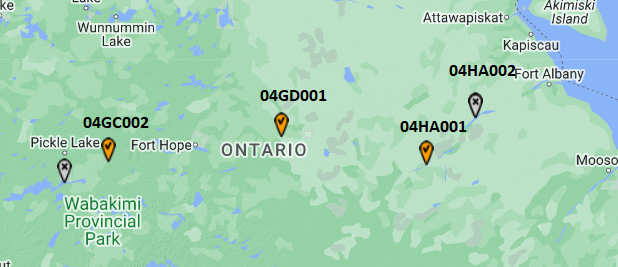 Attawapiskat
Akimiski
Island
Wunnummin
Lake
Kapiscau
04HA002
Fort Albany
04GD001
04GC002
04HA001
Pickle Lake
Fort Hope
ONTARIO
Mooso
Wabakimi
Provincial
Park